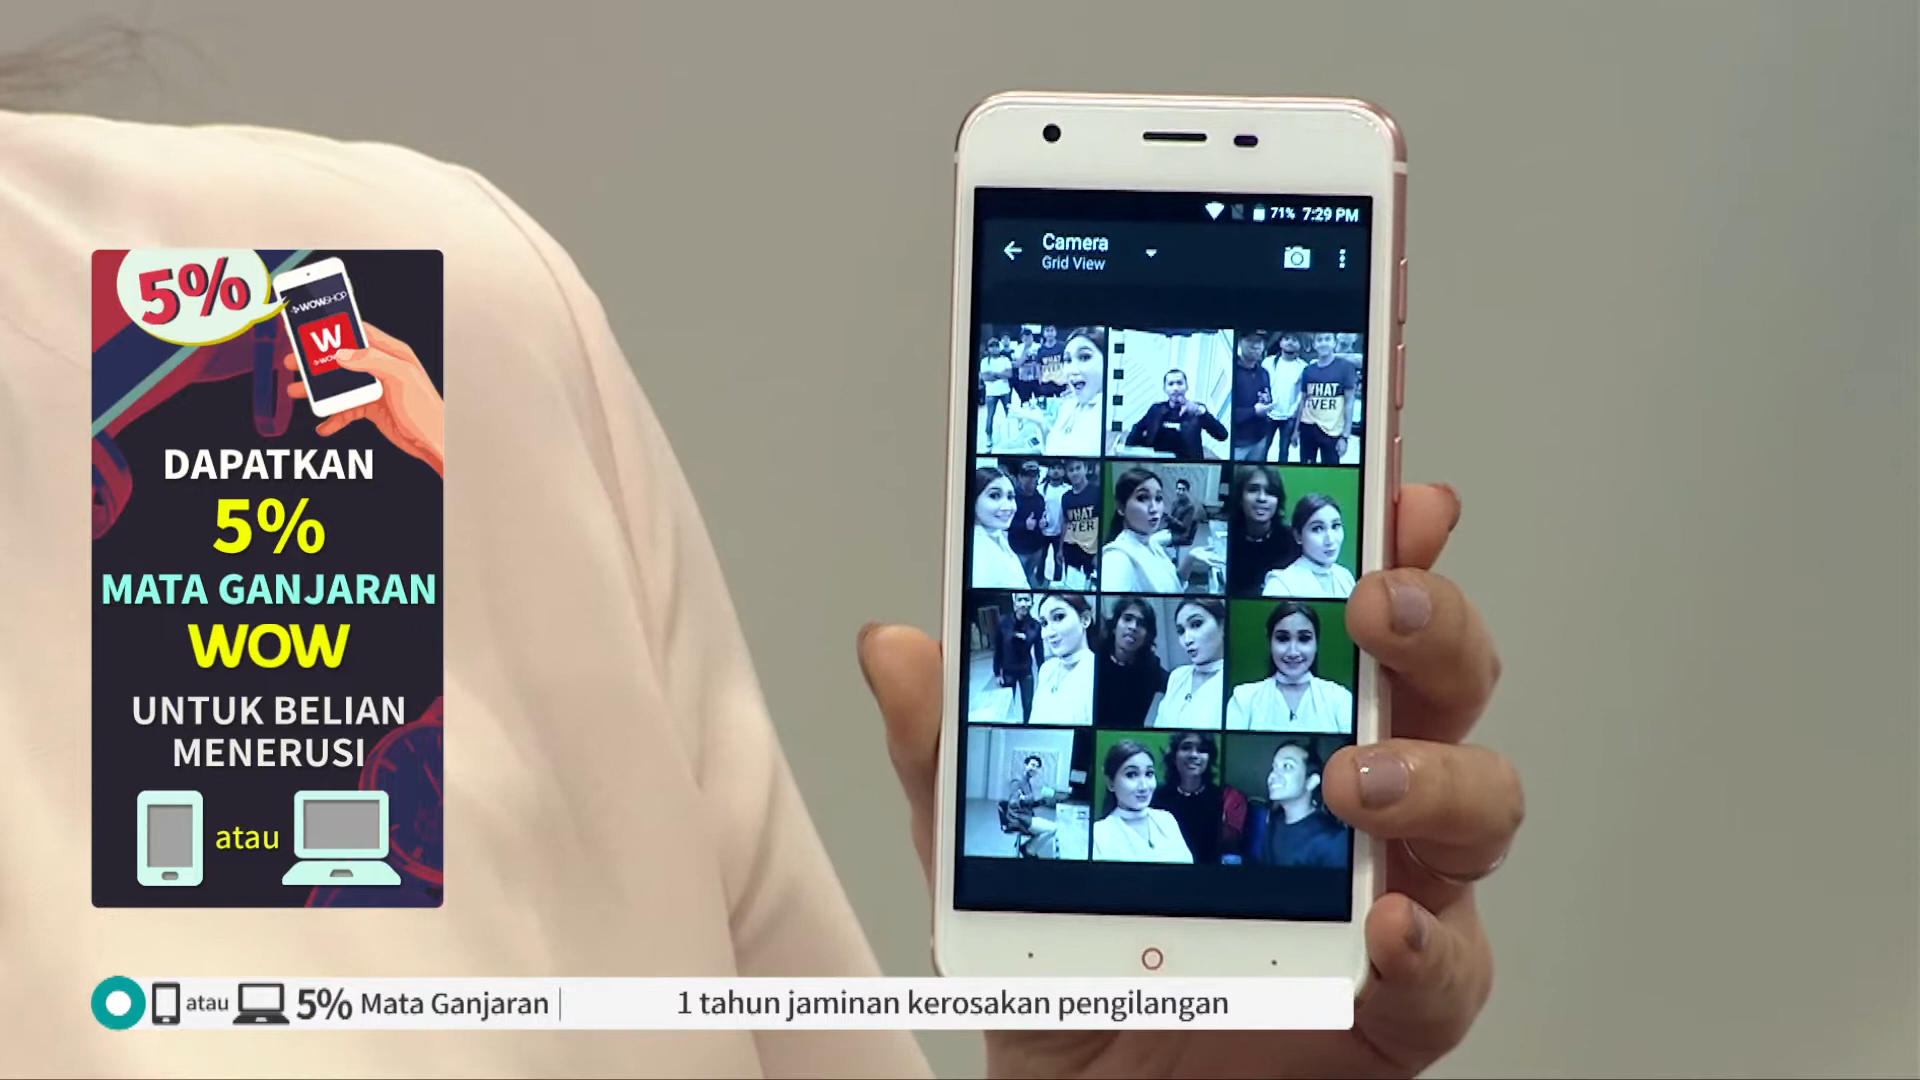 5%
WOWSHOP
W
DAPATKAN
5%
MATA GANJARAN
WOW
UNTUK BELIAN
MENERUSI
atau
71% 7:29 PM
Camera
Grid View
WHAT
WHAT
atau 5% Mata Ganjaran
1 tahun jaminan kerosakan pengilangan